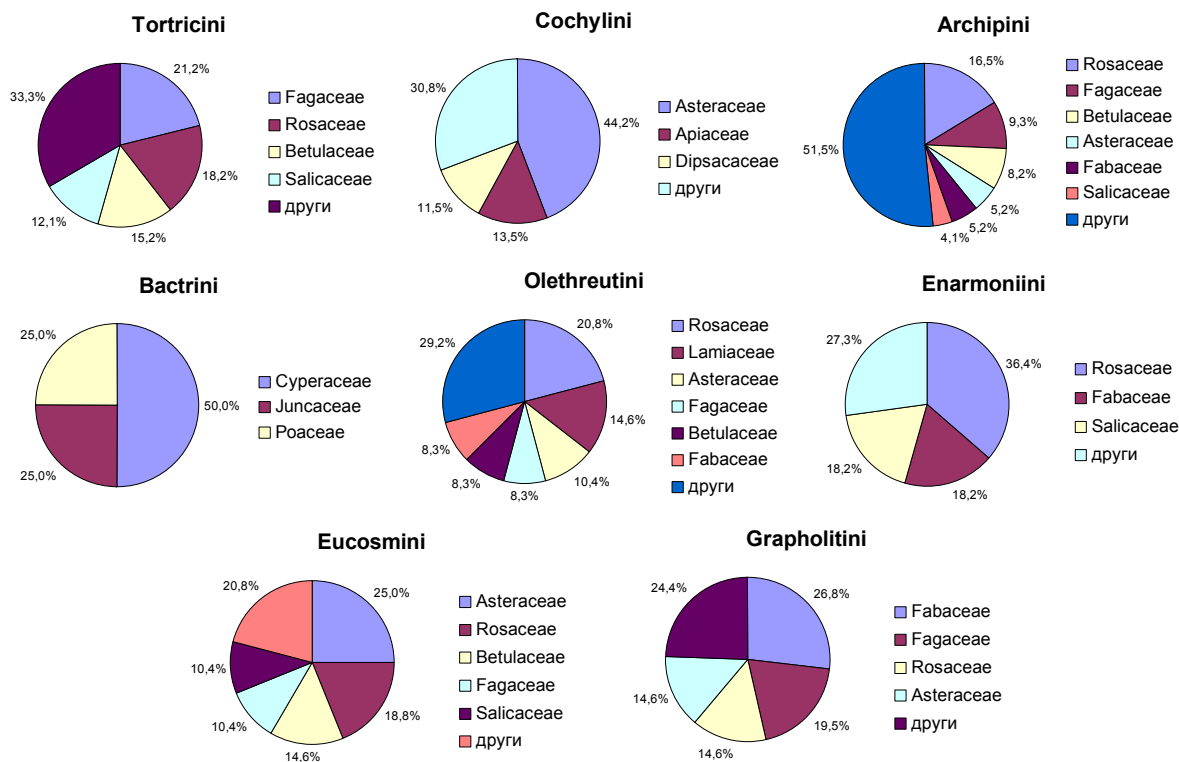 Tortricini
21,2%
18,2%
15,2%
12,1%
33,3%
Fagaceae
Rosaceae
Betulaceae
Salicaceae
други
Cochylini
44,2%
13,5%
11,5%
30,8%
Asteraceae
Apiaceae
Dipsacaceae
други
Archipini
16,5%
9,3%
8,2%
5,2%
5,2%
4,1%
51,5%
Rosaceae
Fagaceae
Betulaceae
Asteraceae
Fabaceae
Salicaceae
други
Bactrini
50,0%
25,0%
25,0%
Cyperaceae
Juncaceae
Poaceae
Olethreutini
20,8%
14,6%
10,4%
8,3%
8,3%
8,3%
29,2%
Rosaceae
Lamiaceae
Asteraceae
Fagaceae
Betulaceae
Fabaceae
други
Enarmoniini
36,4%
18,2%
18,2%
27,3%
Rosaceae
Fabaceae
Salicaceae
други
Eucosmini
25,0%
18,8%
14,6%
10,4%
10,4%
20,8%
Asteraceae
Rosaceae
Betulaceae
Fagaceae
Salicaceae
други
Grapholitini
26,8%
19,5%
14,6%
14,6%
24,4%
Fabaceae
Fagaceae
Rosaceae
Asteraceae
други